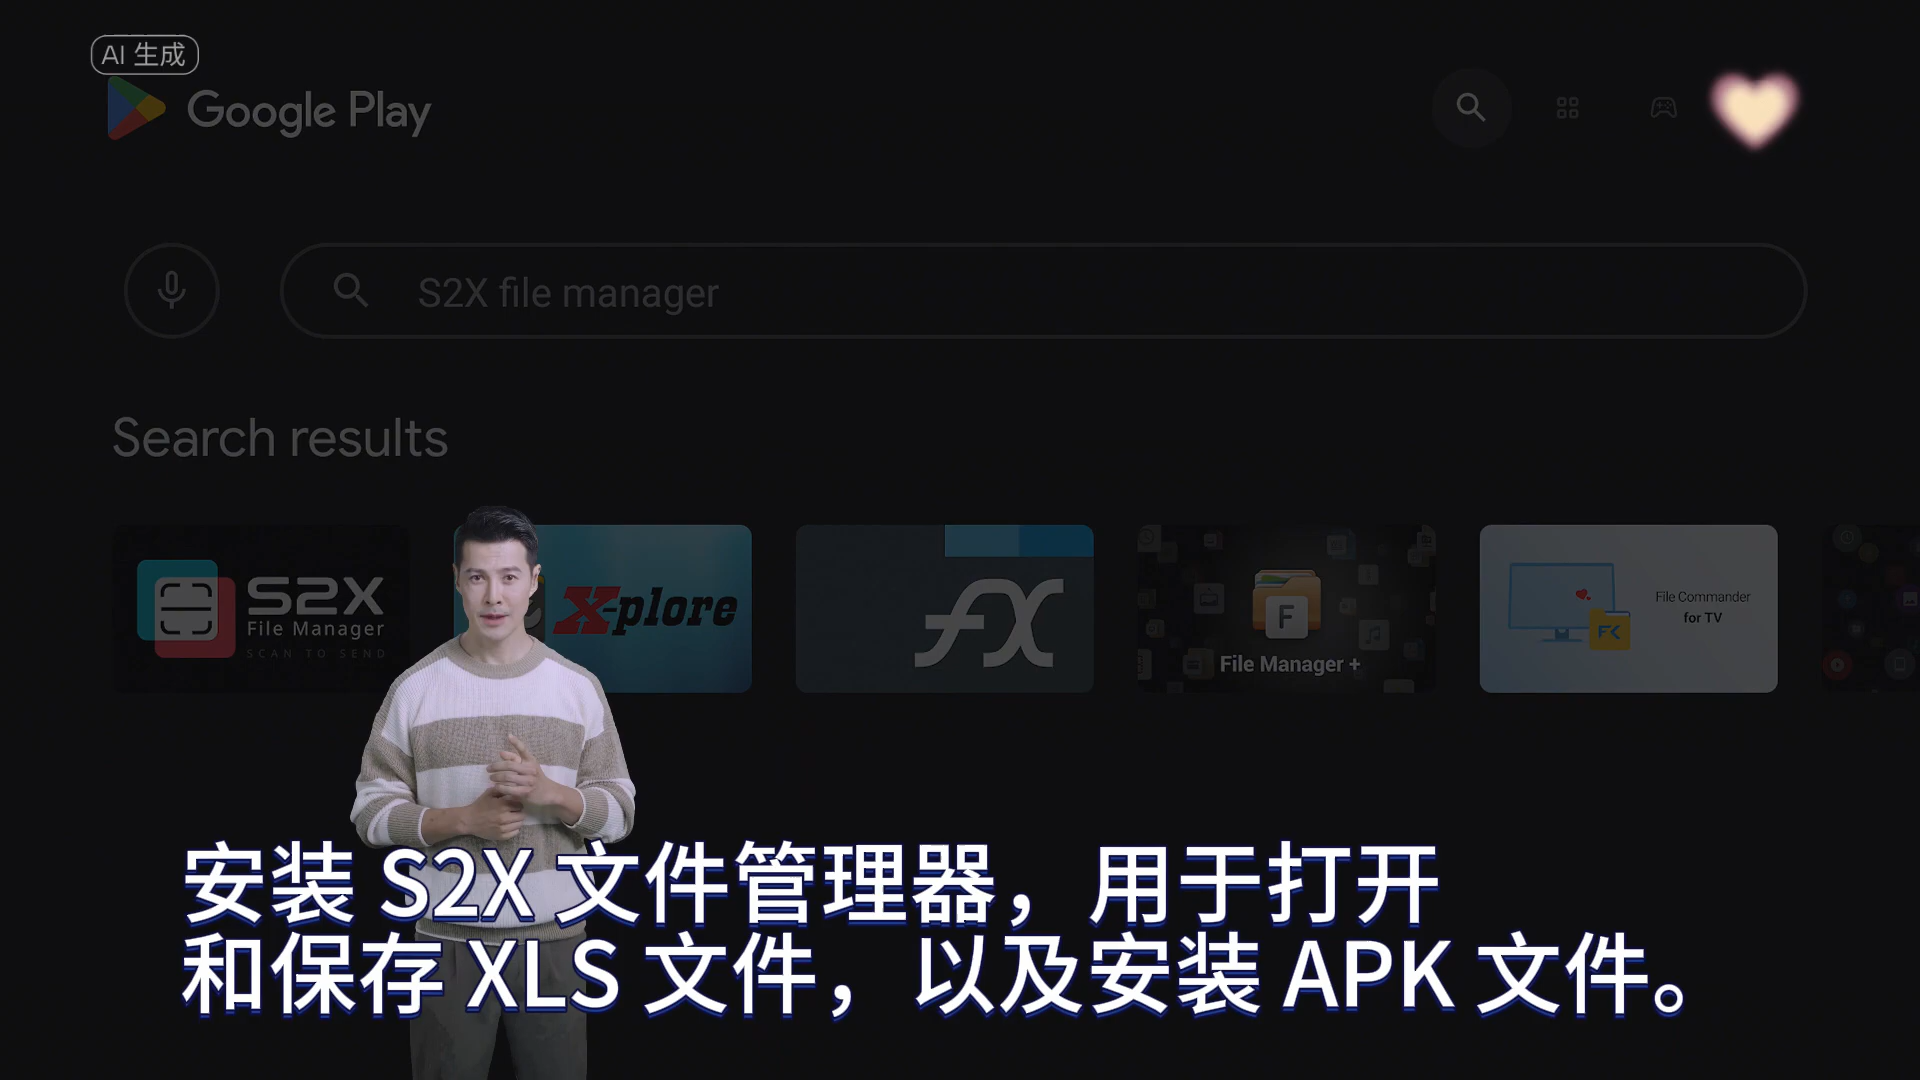 AI 生成
Google Play
S2X file manager
Search results
S2X
File Manager
SCAN TO SEND
X-plore
fX
F
File Manager +
FC
File Commander
for TV
安装 S2X 文件管理器，用于打开
和保存 XLS 文件，以及安装 APK 文件。